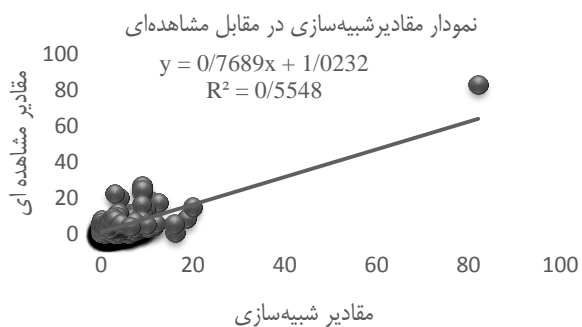 نمودار مقادیرشبیه‌سازی در مقابل مشاهده‌ای
y = 0/7689x + 1/0232
R² = 0/5548
100
80
60
40
20
0
مقادیر مشاهده ای
0 20 40 60 80 100
مقادیر شبیه‌سازی